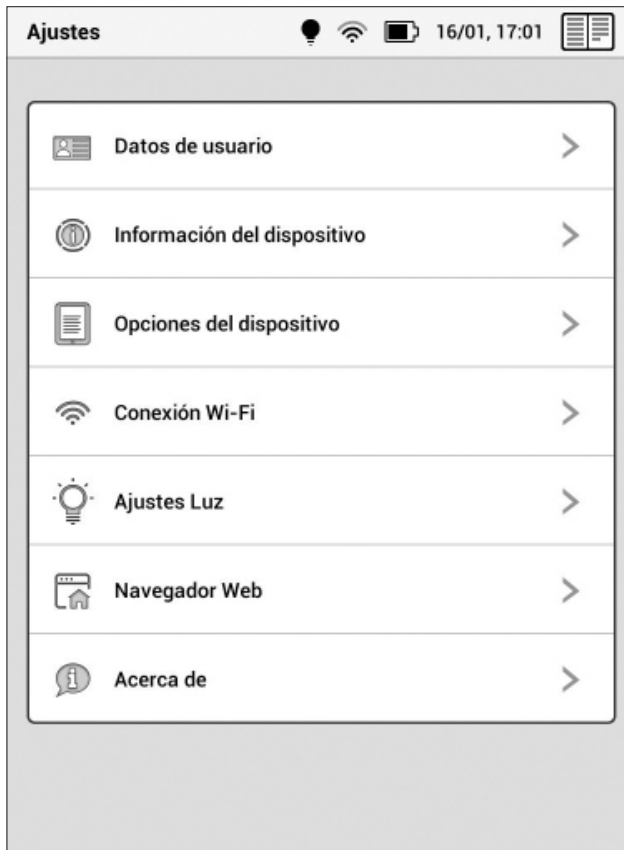 Ajustes 16/01, 17:01
Datos de usuario
Información del dispositivo
Opciones del dispositivo
Conexión Wi-Fi
Ajustes Luz
Navegador Web
Acerca de